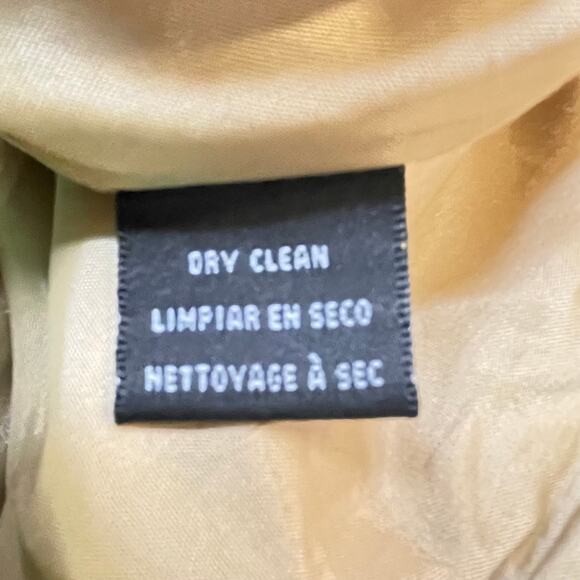 DRY CLEAN
LIMPIAR EN SECO
NETTOYAGE À SEC